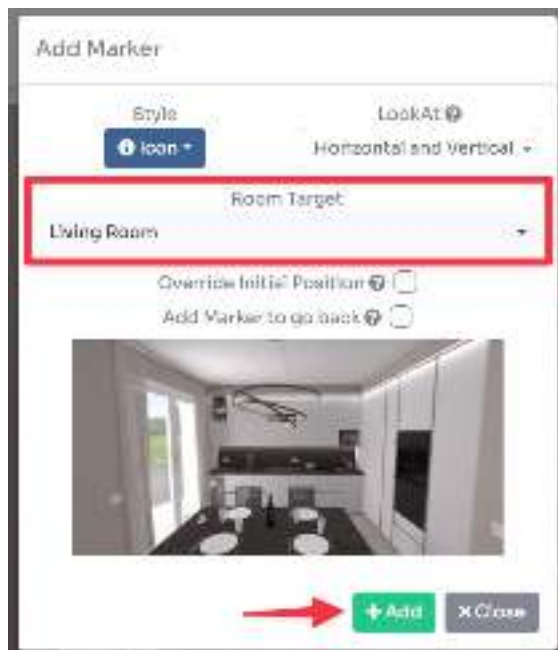 Add Marker
Style
LookAt
Icon
Horizontal and Vertical
Room Target
Living Room
Override Initial Position
Add Marker to go back
+ Add
× Close